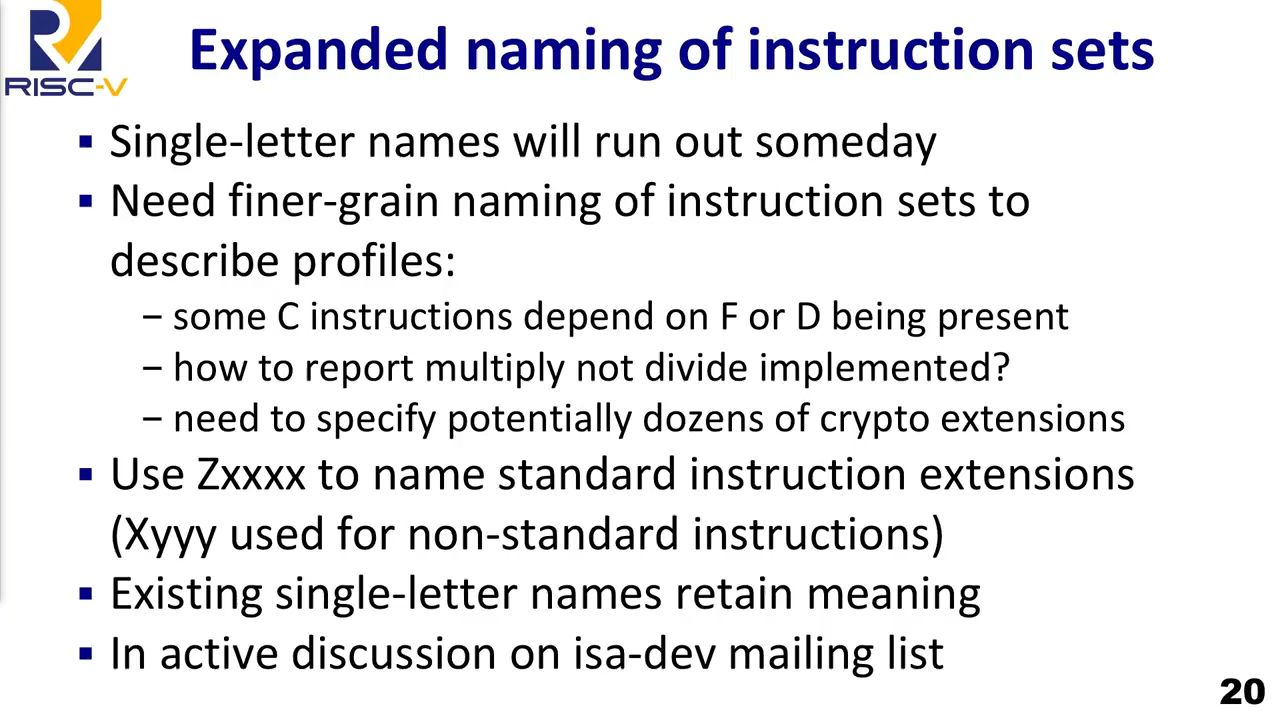 RISC-V
Expanded naming of instruction sets
▪ Single-letter names will run out someday
▪ Need finer-grain naming of instruction sets to
describe profiles:
– some C instructions depend on F or D being present
– how to report multiply not divide implemented?
– need to specify potentially dozens of crypto extensions
▪ Use Zxxxx to name standard instruction extensions
(Xyyy used for non-standard instructions)
▪ Existing single-letter names retain meaning
▪ In active discussion on isa-dev mailing list
20